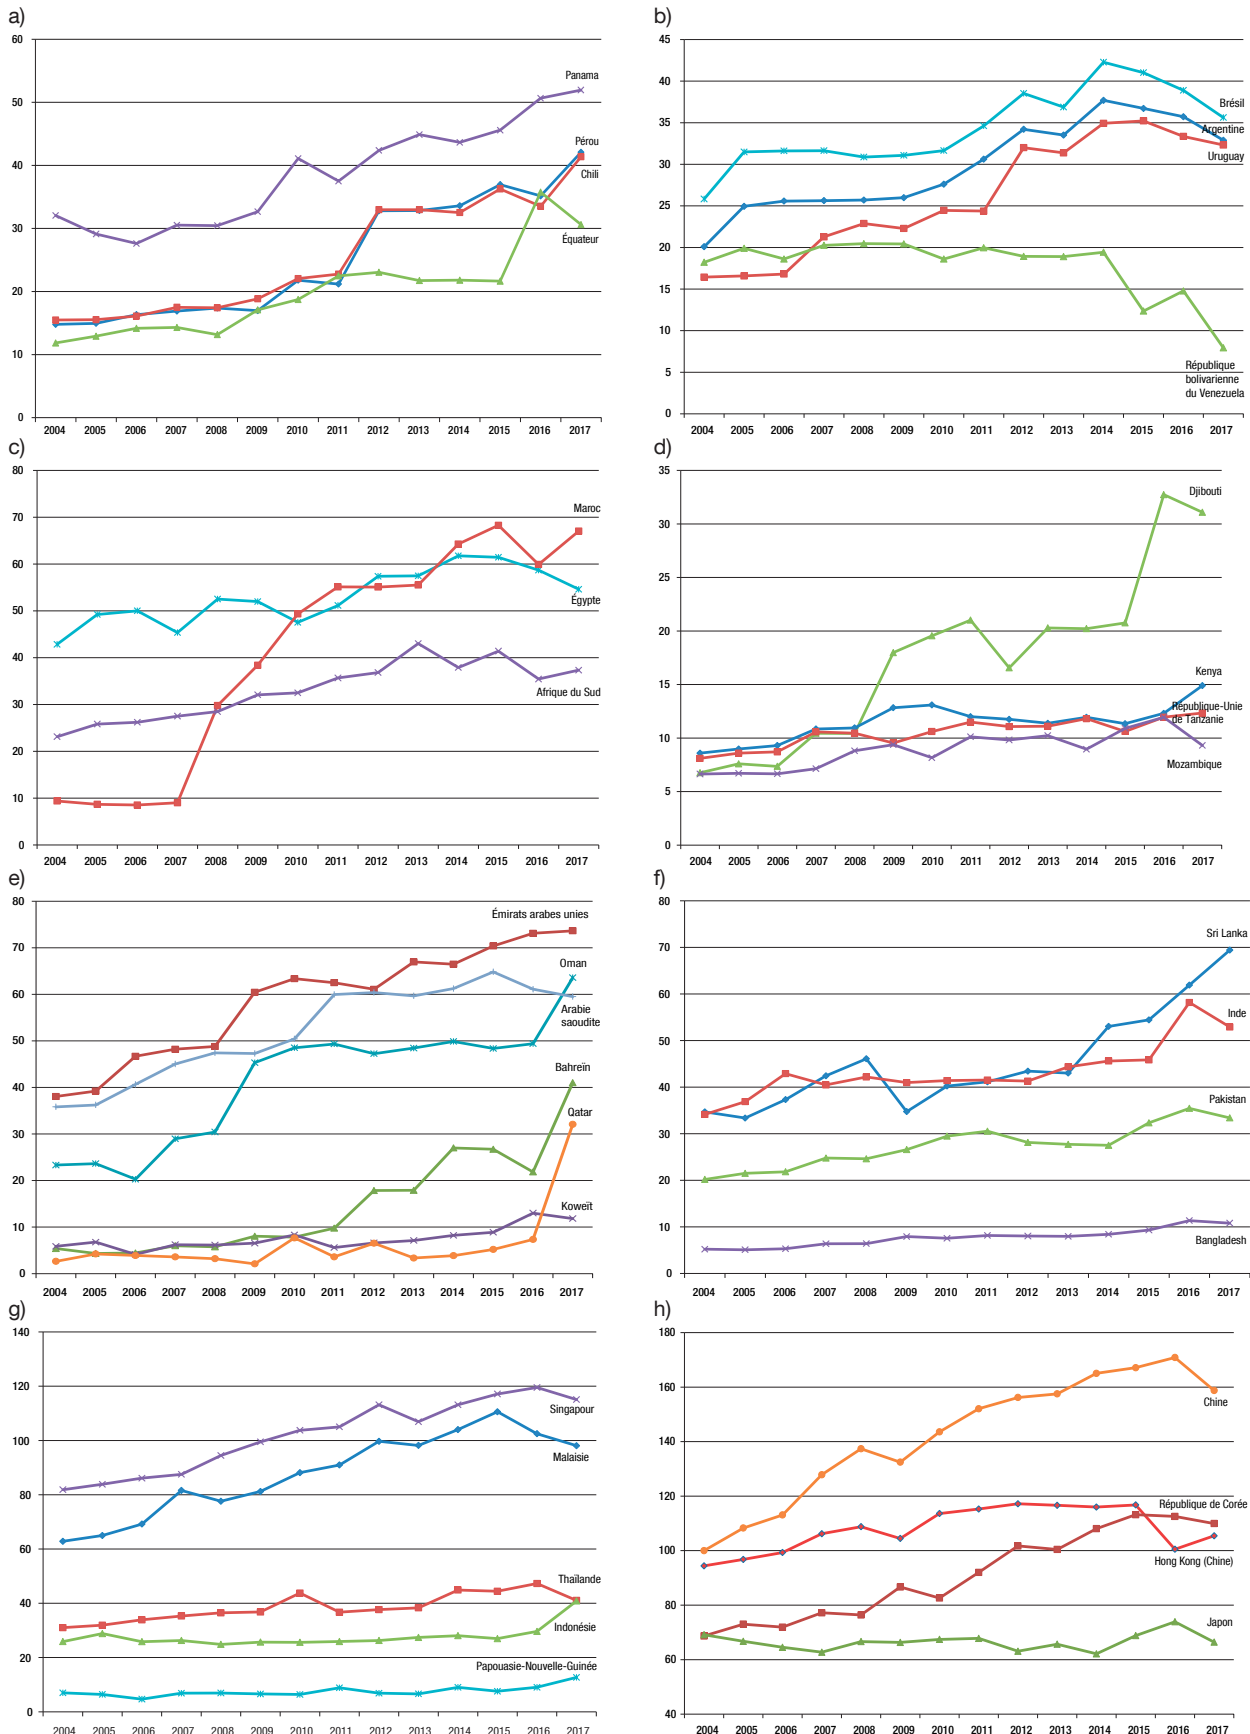 a)
60
50
40
30
20
10
0
Panama
Pérou
Chili
Équateur
2004 2005 2006 2007 2008 2009 2010 2011 2012 2013 2014 2015 2016 2017
b)
45
40
35
30
25
20
15
10
5
0
Brésil
Argentine
Uruguay
République
bolivarienne
du Venezuela
2004 2005 2006 2007 2008 2009 2010 2011 2012 2013 2014 2015 2016 2017
c)
80
70
60
50
40
30
20
10
0
Maroc
Égypte
Afrique du Sud
2004 2005 2006 2007 2008 2009 2010 2011 2012 2013 2014 2015 2016 2017
d)
35
30
25
20
15
10
5
0
Djibouti
Kenya
République-Unie
de Tanzanie
Mozambique
2004 2005 2006 2007 2008 2009 2010 2011 2012 2013 2014 2015 2016 2017
e)
80
70
60
50
40
30
20
10
0
Émirats arabes unies
Oman
Arabie
saoudite
Bahreïn
Qatar
Koweït
2004 2005 2006 2007 2008 2009 2010 2011 2012 2013 2014 2015 2016 2017
f)
80
70
60
50
40
30
20
10
0
Sri Lanka
Inde
Pakistan
Bangladesh
2004 2005 2006 2007 2008 2009 2010 2011 2012 2013 2014 2015 2016 2017
g)
140
120
100
80
60
40
20
0
Singapour
Malaisie
Thaïlande
Indonésie
Papouasie-Nouvelle-Guinée
2004 2005 2006 2007 2008 2009 2010 2011 2012 2013 2014 2015 2016 2017
h)
180
160
140
120
100
80
60
40
Chine
République de Corée
Hong Kong (Chine)
Japon
2004 2005 2006 2007 2008 2009 2010 2011 2012 2013 2014 2015 2016 2017